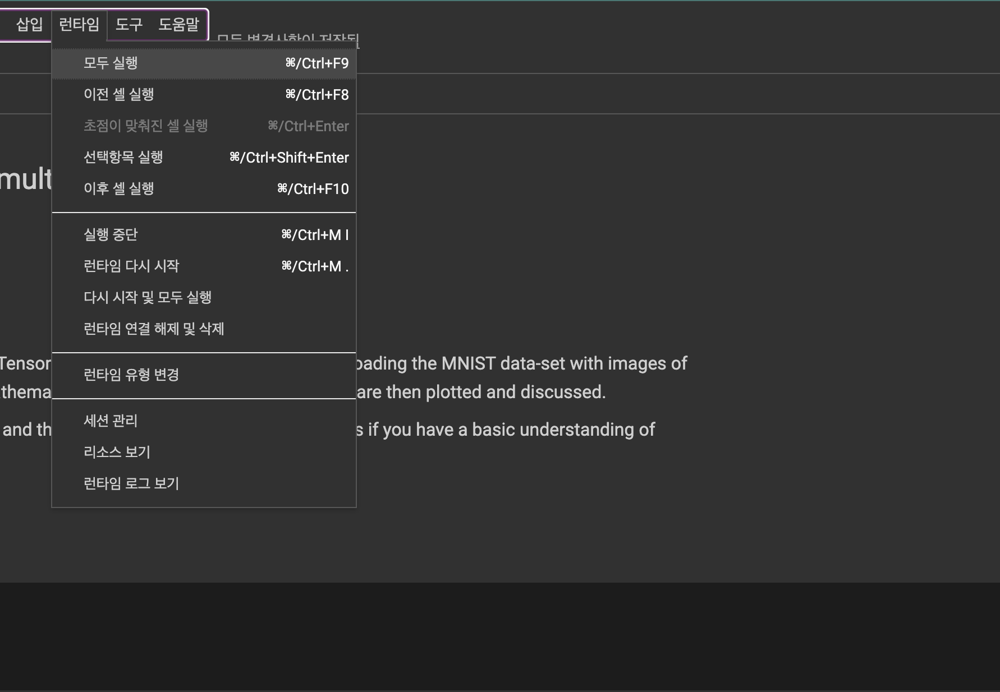 삽입 런타임 도구 도움말
모두 변경사항이 저장됨
모두 실행 ⌘/Ctrl+F9
이전 셀 실행 ⌘/Ctrl+F8
초점이 맞춰진 셀 실행 ⌘/Ctrl+Enter
선택항목 실행 ⌘/Ctrl+Shift+Enter
이후 셀 실행 ⌘/Ctrl+F10
mult
실행 중단 ⌘/Ctrl+M I
런타임 다시 시작 ⌘/Ctrl+M .
다시 시작 및 모두 실행
런타임 연결 해제 및 삭제
Tensor
oading the MNIST data-set with images of
런타임 유형 변경
thema
are then plotted and discussed.
세션 관리
and th
s if you have a basic understanding of
리소스 보기
런타임 로그 보기